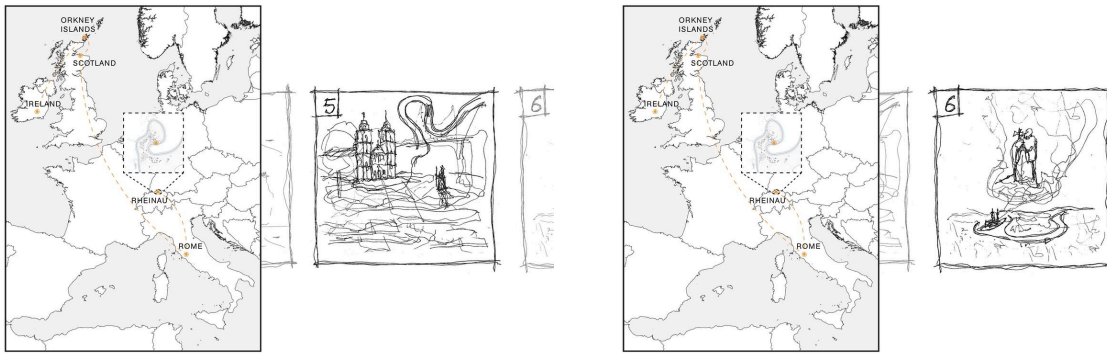 ORKNEY
ISLANDS
SCOTLAND
IRELAND
RHEINAU
ROME
5
6
ORKNEY
ISLANDS
SCOTLAND
IRELAND
RHEINAU
ROME
6